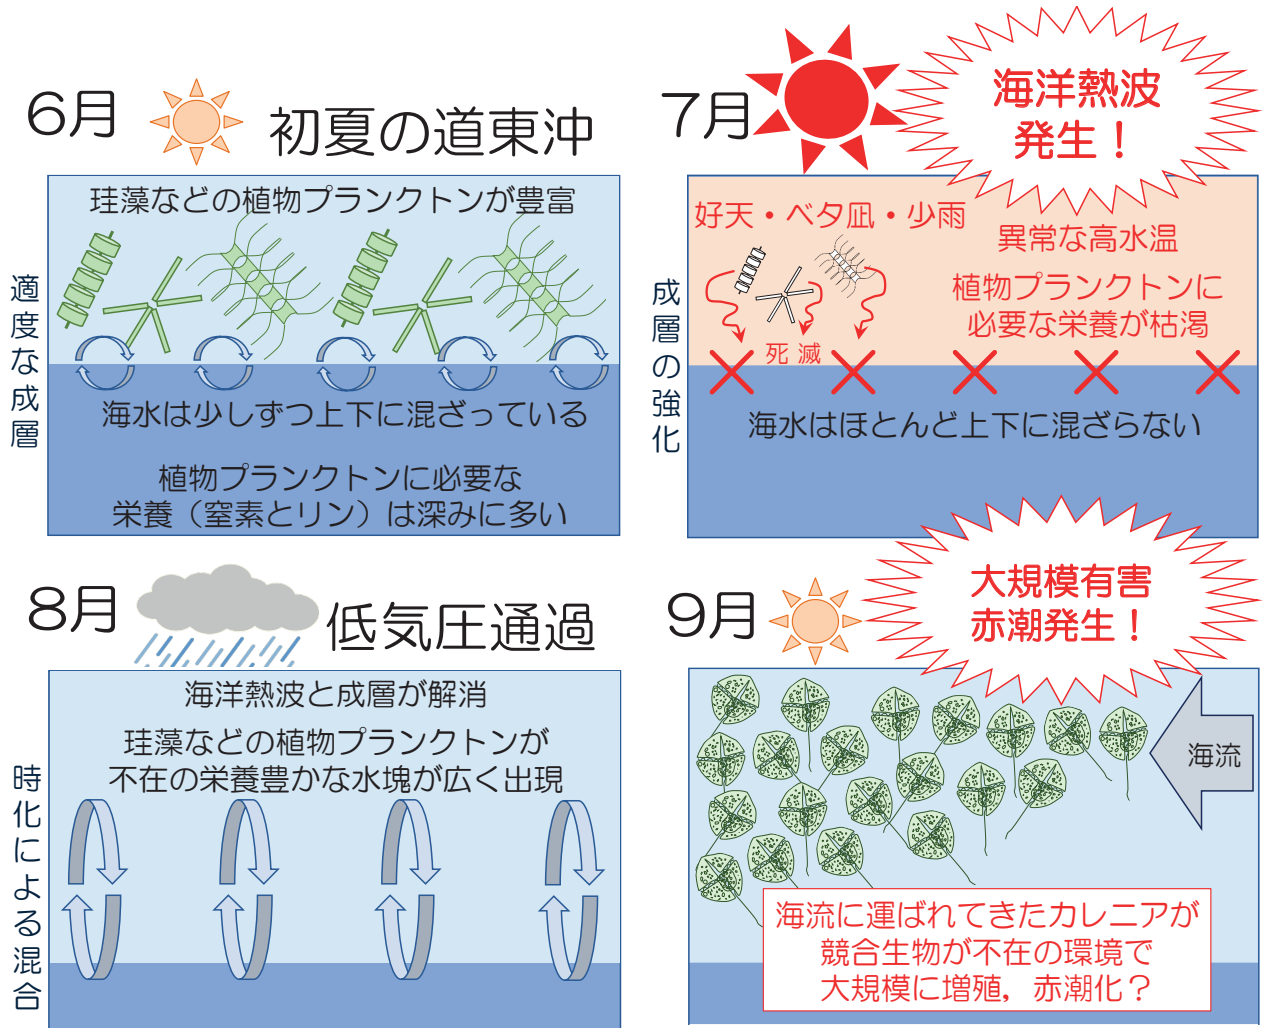 6月
初夏の道東沖
珪藻などの植物プランクトンが豊富
適度な成層
海水は少しずつ上下に混ざっている
植物プランクトンに必要な
栄養（窒素とリン）は深みに多い
7月
海洋熱波
発生！
好天・ベタ凪・少雨
異常な高水温
植物プランクトンに
必要な栄養が枯渇
死滅
成層の強化
海水はほとんど上下に混ざらない
8月
低気圧通過
海洋熱波と成層が解消
珪藻などの植物プランクトンが
不在の栄養豊かな水塊が広く出現
時化による混合
9月
大規模有害
赤潮発生！
海流
海流に運ばれてきたカレニアが
競合生物が不在の環境で
大規模に増殖，赤潮化？